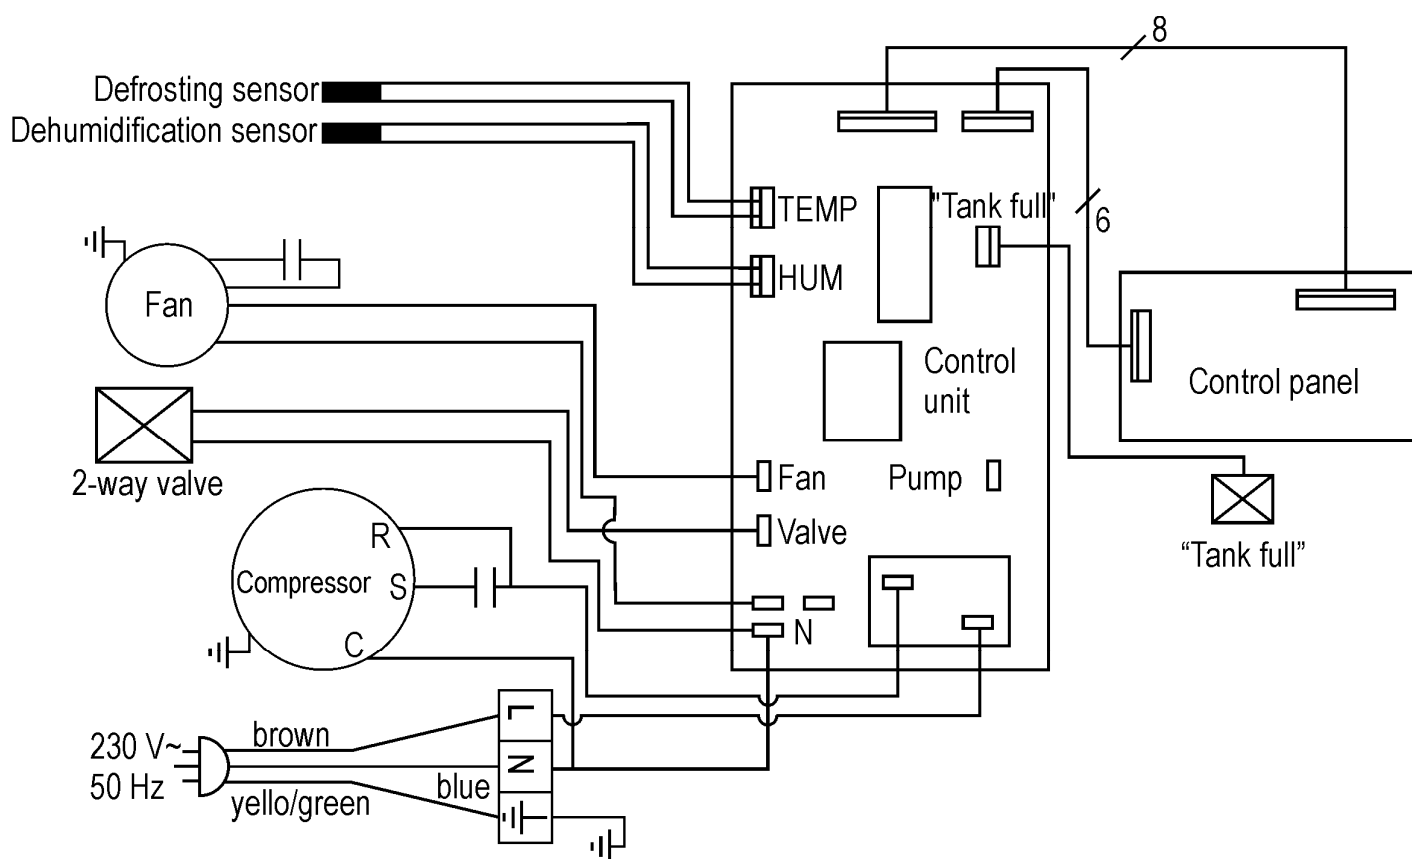 8
Defrosting sensor
Dehumidification sensor
TEMP
"Tank full"
6
HUM
Fan
Control
unit
Control panel
2-way valve
Fan
Pump
Valve
“Tank full”
R
Compressor
S
C
N
L
brown
230 V~
N
50 Hz
blue
yello/green